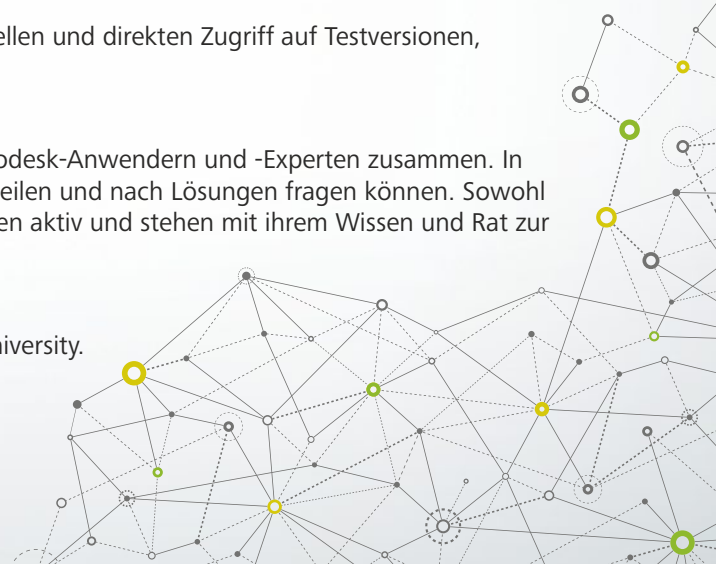 ellen und direkten Zugriff auf Testversionen,
odesk-Anwendern und -Experten zusammen. In
eilen und nach Lösungen fragen können. Sowohl
en aktiv und stehen mit ihrem Wissen und Rat zur
iversity.